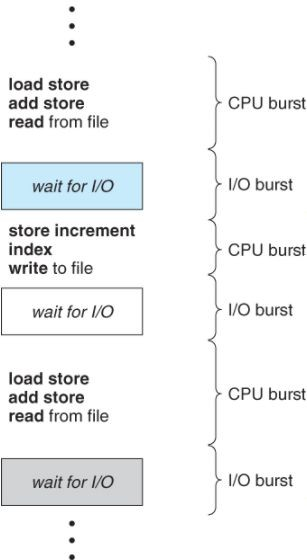 load store
add store
read from file
CPU burst
wait for I/O
I/O burst
store increment
index
write to file
CPU burst
wait for I/O
I/O burst
load store
add store
read from file
CPU burst
wait for I/O
I/O burst